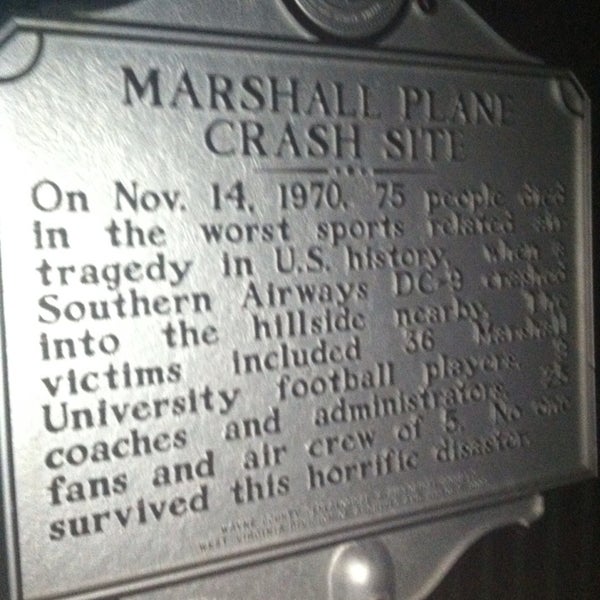 MARSHALL PLANE
CRASH SITE
On Nov. 14, 1970, 75 people died
in the worst sports related air
tragedy in U.S. history, when a
Southern Airways DC-9 crashed
into the hillside nearby. The
victims included 36 Marshall
University football players,
coaches and administrators,
fans and air crew of 5. No one
survived this horrific disaster.
WEST VIRGINIA